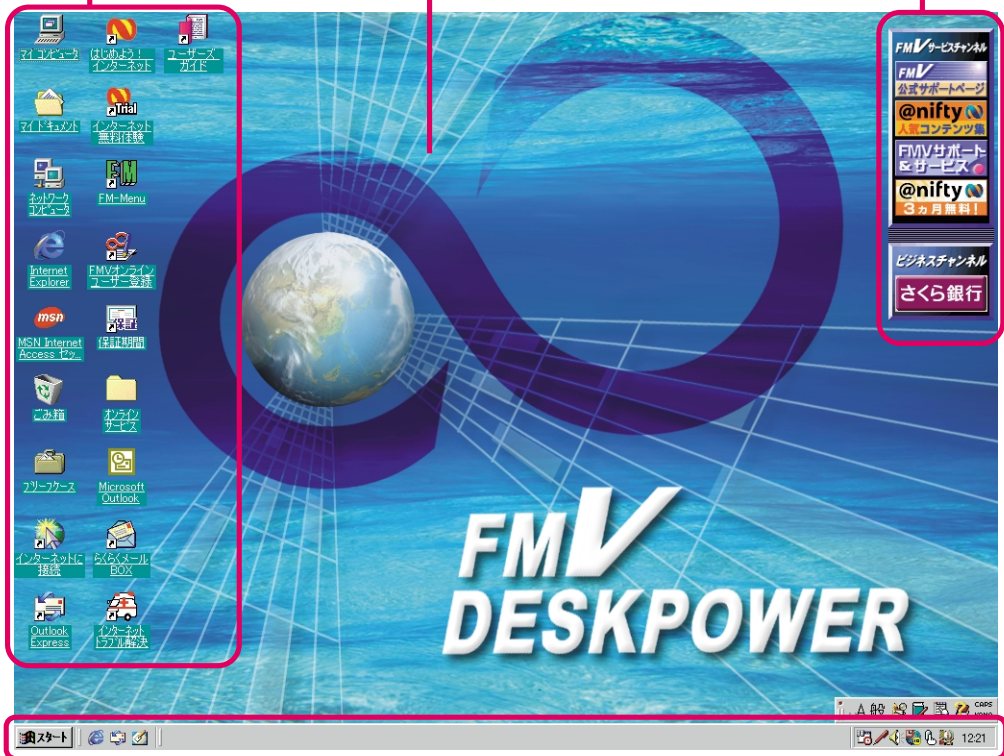 マイ コンピュータ
はじめよう!
インターネット
ユーザーズ
ガイド
マイ ドキュメント
インターネット
無料体験
Trial
ネットワーク
コンピュータ
FM-Menu
Internet
Explorer
FMVオンライン
ユーザー登録
msn
MSN Internet
Access セッ...
保証
保証期間
ごみ箱
オンライン
サービス
ブリーフケース
Microsoft
Outlook
インターネットに
接続
らくらくメール
BOX
Outlook
Express
インターネット
トラブル解決
FMV
DESKPOWER
FMVサービスチャンネル
FMV
公式サポートページ
@nifty
人気コンテンツ集
FMVサポート
&サービス
@nifty
3ヵ月無料!
ビジネスチャンネル
さくら銀行
A 般 CAPS
スタート
12:21